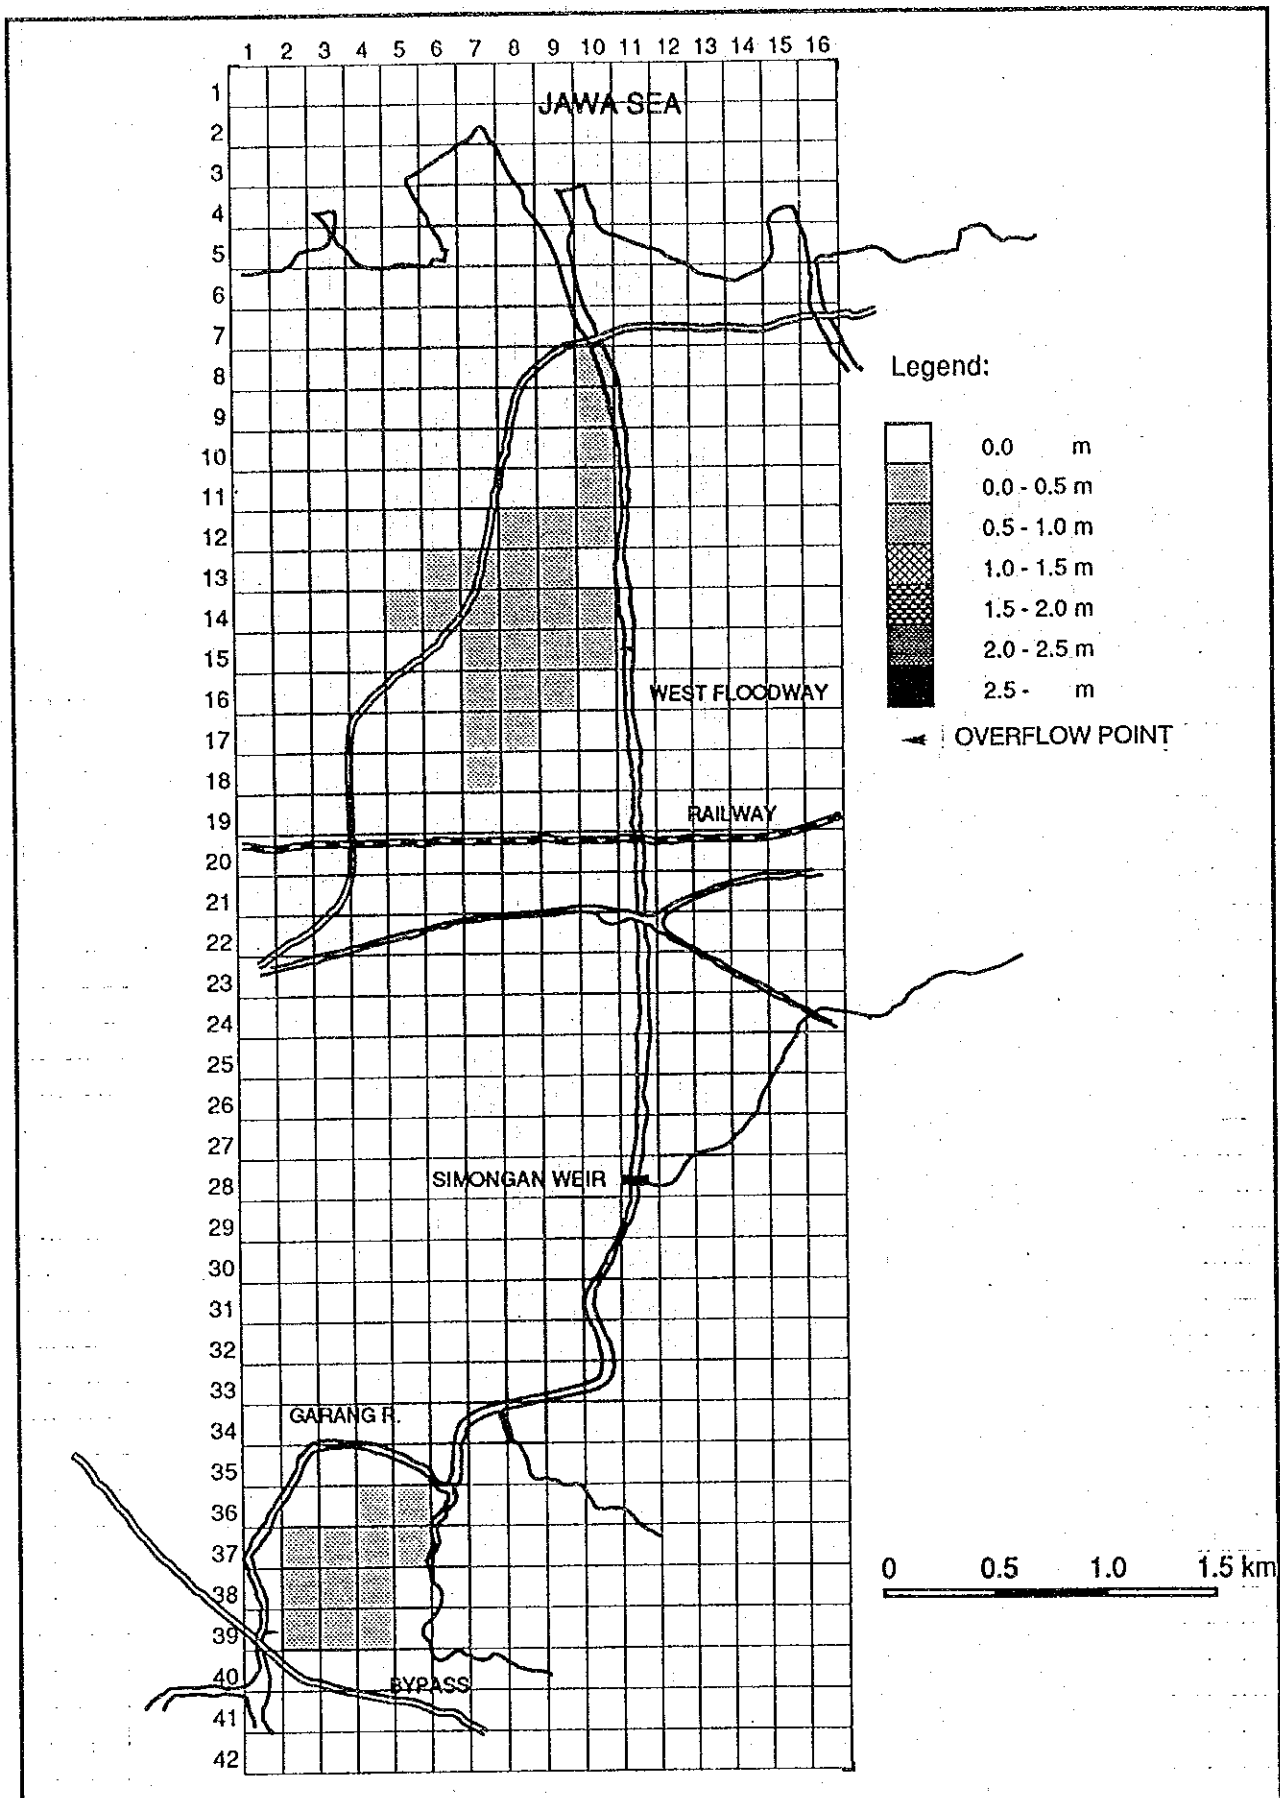 1 2 3 4 5 6 7 8 9 10 11 12 13 14 15 16
1
JAWA SEA
2
3
4
5
6
7
Legend:
8
9
0.0 m
10
0.0 - 0.5 m
11
0.5 - 1.0 m
12
1.0 - 1.5 m
13
1.5 - 2.0 m
14
2.0 - 2.5 m
15
2.5 - m
16
WEST FLOODWAY
17
OVERFLOW POINT
18
19
RAILWAY
20
21
22
23
24
25
26
27
SIMONGAN WEIR
28
29
30
31
32
33
GARANG R.
34
35
36
37
0 0.5 1.0 1.5 km
38
39
40
BYPASS
41
42